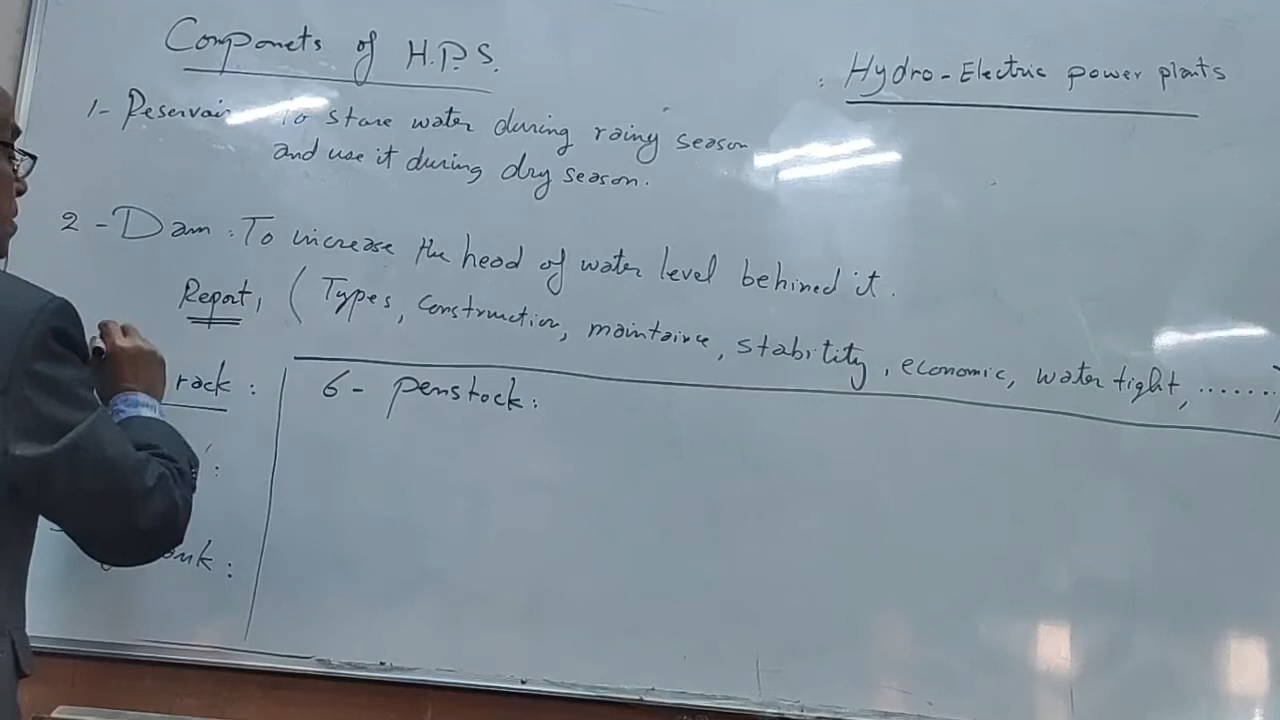 Componets of H.P.S.
: Hydro-Electric power plants
1- Reservair To store water during rainy season
and use it during dry season.
2 - Dam : To increase the head of water level behined it.
Report, ( Types, construction, maintaince, stabitity, economic, water tight, ....... )
rack :
6 - penstock :
:
: